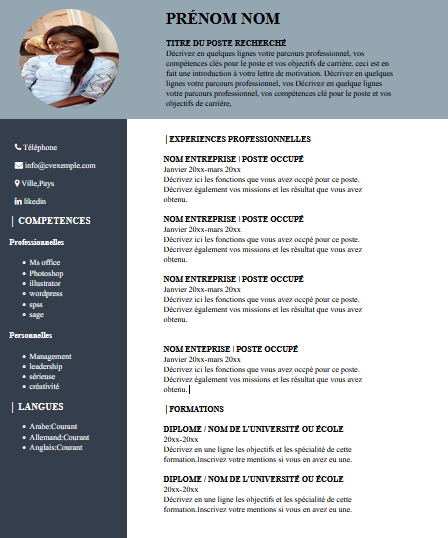 PRÉNOM NOM
TITRE DU POSTE RECHERCHÉ
Décrivez en quelques lignes votre parcours professionnel, vos
compétences clés pour le poste et vos objectifs de carrière. ceci est en
fait une introduction à votre lettre de motivation. Décrivez en quelques
lignes votre parcours professionnel, vos Décrivez en quelque lignes
votre parcours professionnel, vos compétences clé pour le poste et vos
objectifs de carrière,
Téléphone
info@cvexemple.com
Ville,Pays
likedin
| COMPETENCES
Professionnelles
• Ms office
• Photoshop
• illustrator
• wordpress
• spss
• sage
Personnelles
• Management
• leadership
• sérieuse
• créativité
| LANGUES
• Arabe:Courant
• Allemand:Courant
• Anglais:Courant
|EXPERIENCES PROFESSIONNELLES
NOM ENTREPRISE | POSTE OCCUPÉ
Janvier 20xx-mars 20xx
Décrivez ici les fonctions que vous avez occpé pour ce poste.
Décrivez également vos missions et les résultat que vous avez
obtenu.
NOM ENTREPRISE | POSTE OCCUPÉ
Janvier 20xx-mars 20xx
Décrivez ici les fonctions que vous avez occpé pour ce poste.
Décrivez également vos missions et les résultat que vous avez
obtenu.
NOM ENTREPRISE | POSTE OCCUPÉ
Janvier 20xx-mars 20xx
Décrivez ici les fonctions que vous avez occpé pour ce poste.
Décrivez également vos missions et les résultat que vous avez
obtenu.
NOM ENTEPRISE | POSTE OCCUPÉ
Janvier 20xx-mars 20xx
Décrivez ici les fonctions que vous avez occpé pour ce poste.
Décrivez également vos missions et les résultat que vous avez
obtenu.
|FORMATIONS
DIPLOME / NOM DE L'UNIVERSITÉ OU ÉCOLE
20xx-20xx
Décrivez en une ligne les objectifs et les spécialité de cette
formation.Inscrivez votre mentions si vous en avez eu une.
DIPLOME / NOM DE L'UNIVERSITÉ OU ÉCOLE
20xx-20xx
Décrivez en une ligne les objectifs et les spécialité de cette
formation.Inscrivez votre mentions si vous en avez eu une.